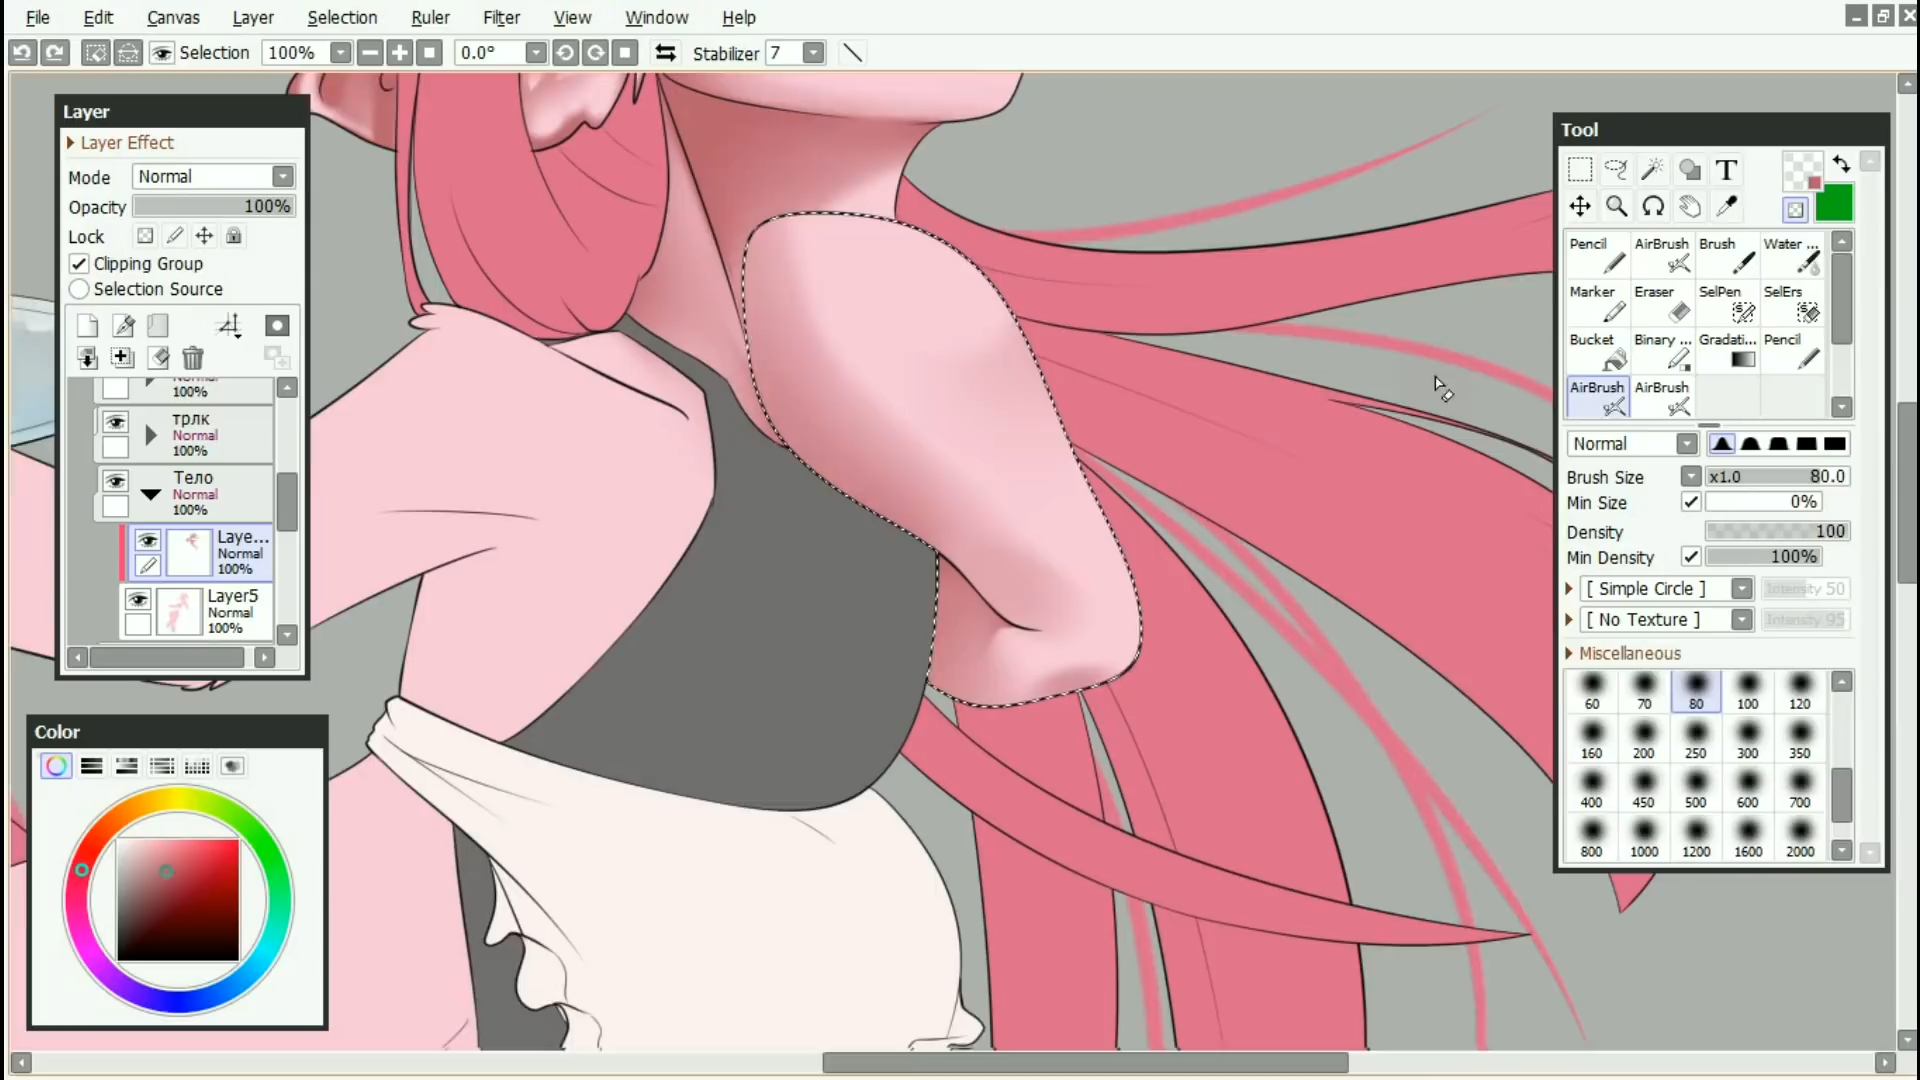 File Edit Canvas Layer Selection Ruler Filter View Window Help
Selection 100% 0.0° Stabilizer 7
Layer
Layer Effect
Mode Normal
Opacity 100%
Lock
Clipping Group
Selection Source
Normal
100%
трлк
Normal
100%
Тело
Normal
100%
Laye...
Normal
100%
Layer5
Normal
100%
Color
Tool
T
Pencil AirBrush Brush Water ...
Marker Eraser SelPen SelErs
Bucket Binary ... Gradati... Pencil
AirBrush AirBrush
Normal
Brush Size x1.0 80.0
Min Size 0%
Density 100
Min Density 100%
[ Simple Circle ] Intensity 50
[ No Texture ] Intensity 95
Miscellaneous
60 70 80 100 120
160 200 250 300 350
400 450 500 600 700
800 1000 1200 1600 2000